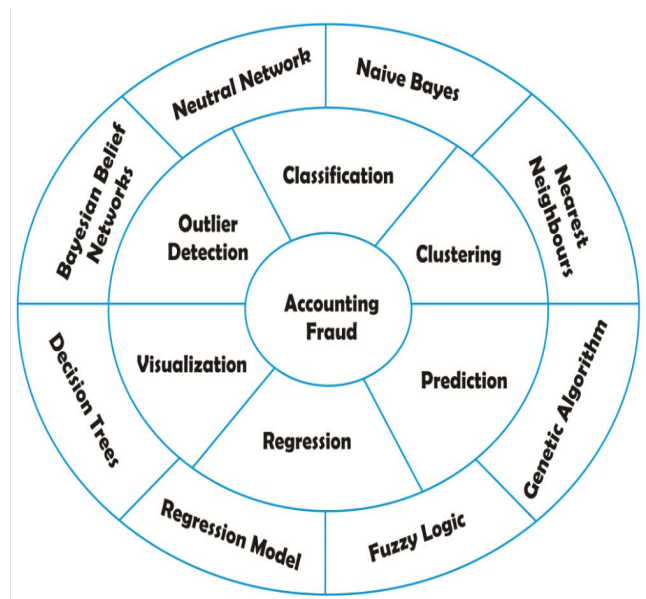 Neutral Network
Naive Bayes
Nearest
Neighbours
Genetic Algorithm
Fuzzy Logic
Regression Model
Decision Trees
Bayesian Belief
Networks
Classification
Clustering
Prediction
Regression
Visualization
Outlier
Detection
Accounting
Fraud